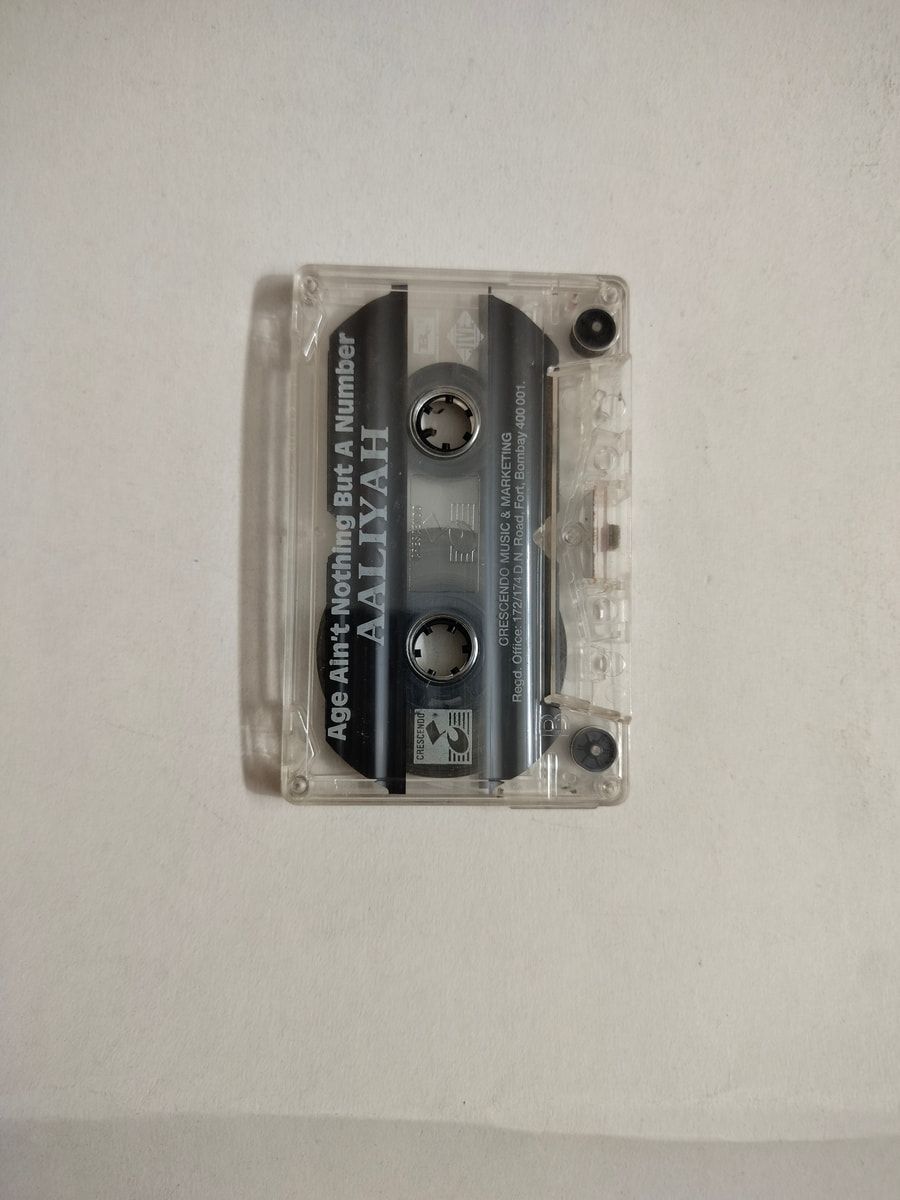 Age Ain't Nothing But A Number
AALIYAH
CRESCENDO
JIVE
CRESCENDO MUSIC & MARKETING
Regd. Office: 172/174 D.N. Road, Fort, Bombay 400 001.
B